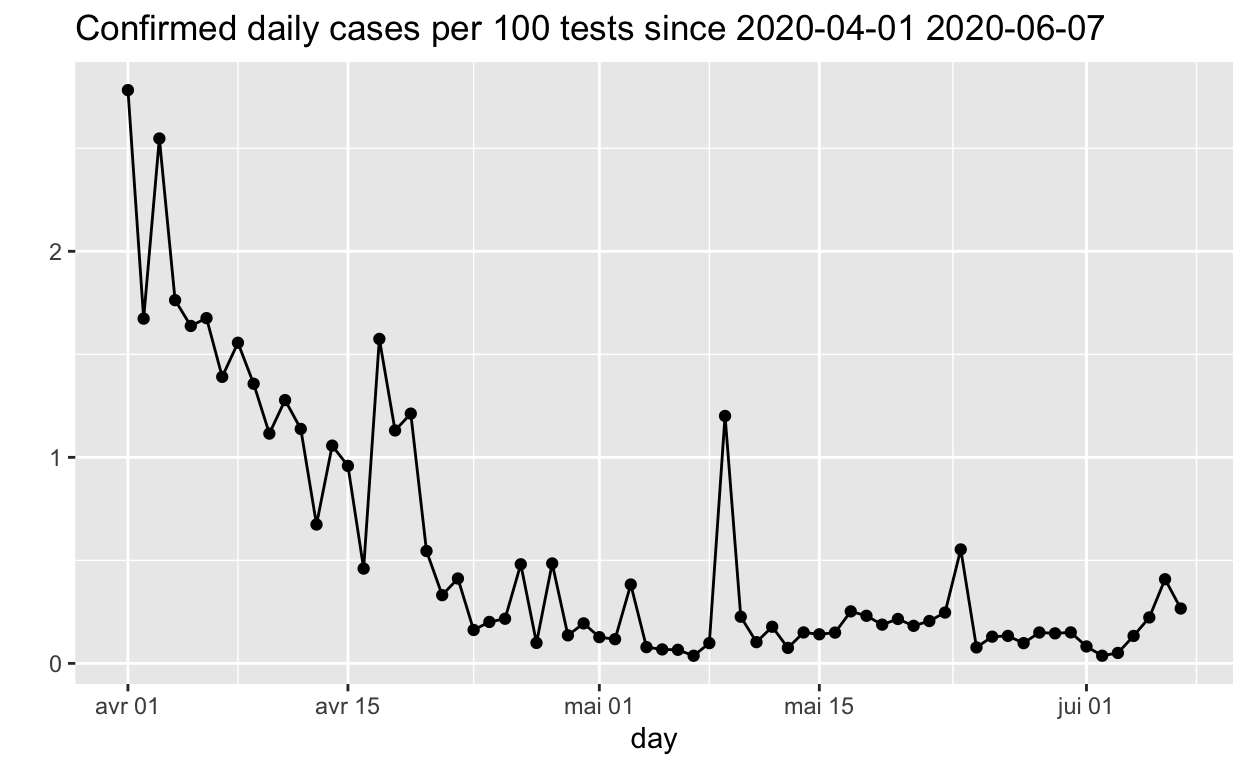 Confirmed daily cases per 100 tests since 2020-04-01 2020-06-07
2
1
0
avr 01
avr 15
mai 01
mai 15
jui 01
day